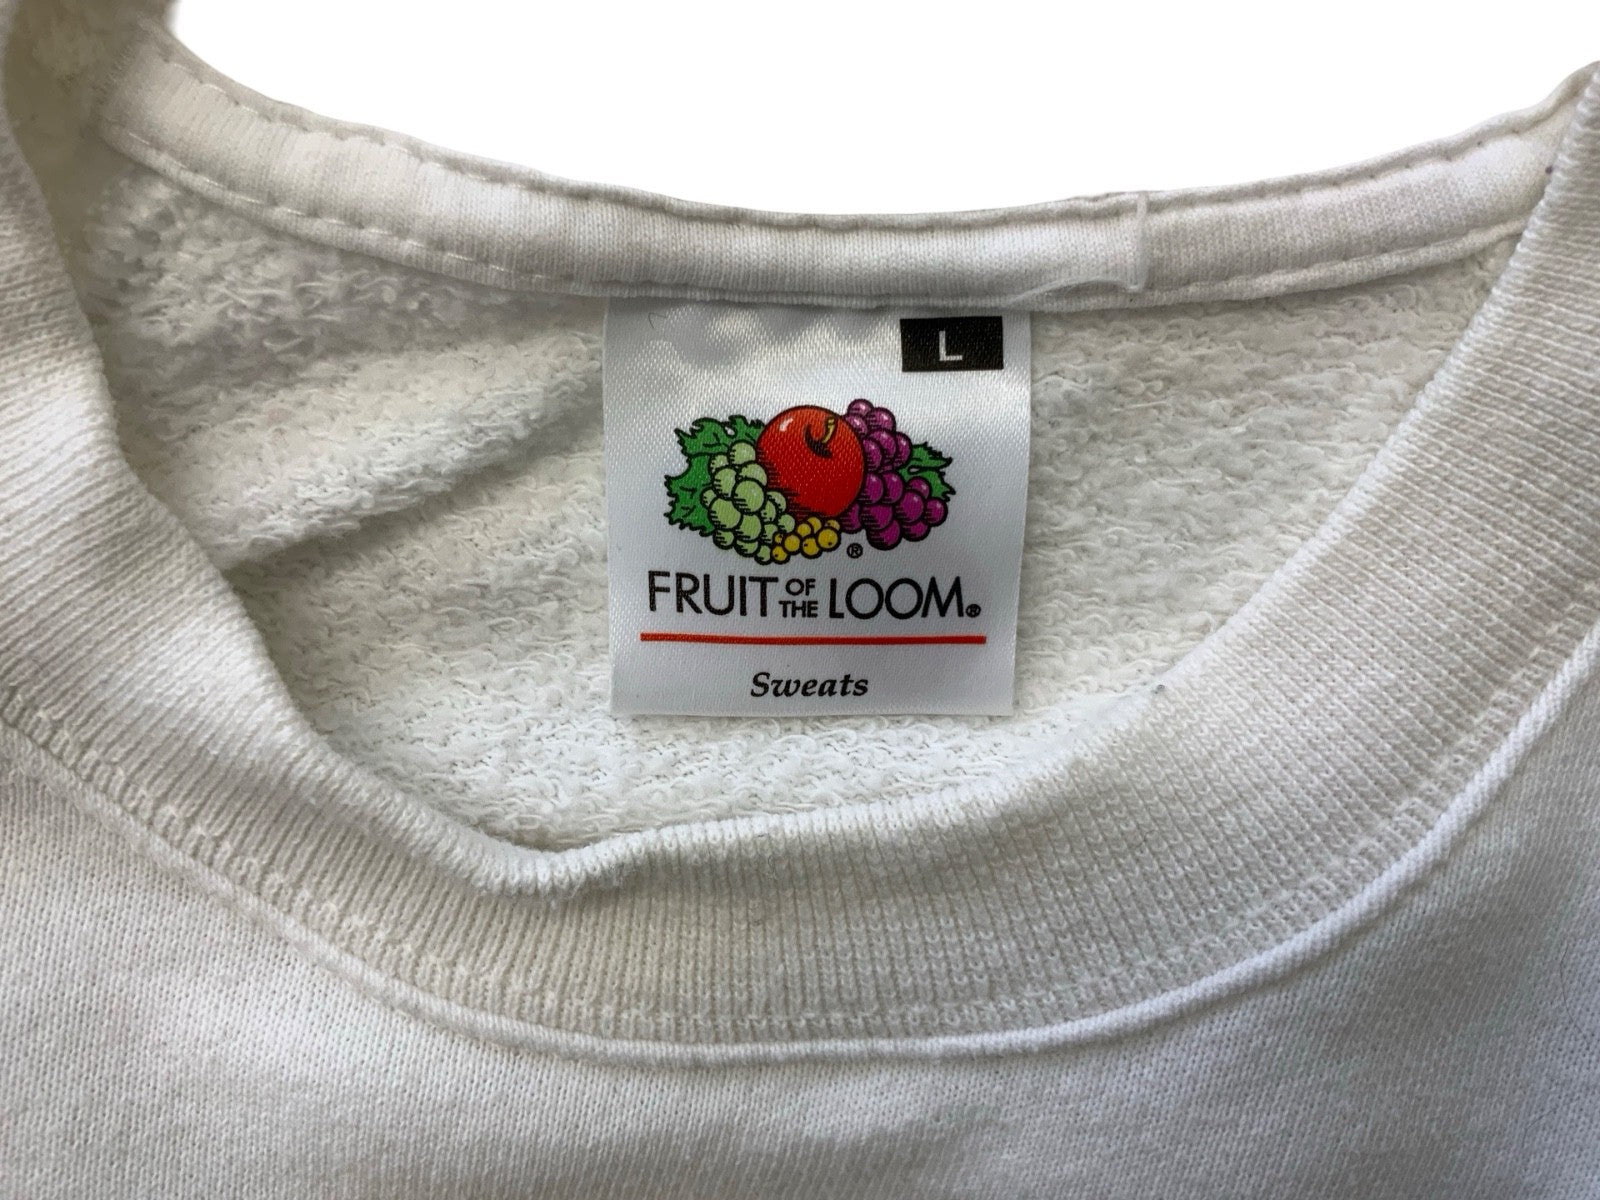 L
®
FRUIT OF THE LOOM®
Sweats